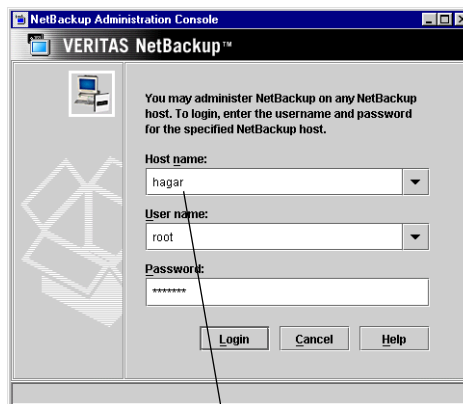 NetBackup Administration Console
VERITAS NetBackup™
You may administer NetBackup on any NetBackup
host. To login, enter the username and password
for the specified NetBackup host.
Host name:
hagar
User name:
root
Password:
*******
Login Cancel Help